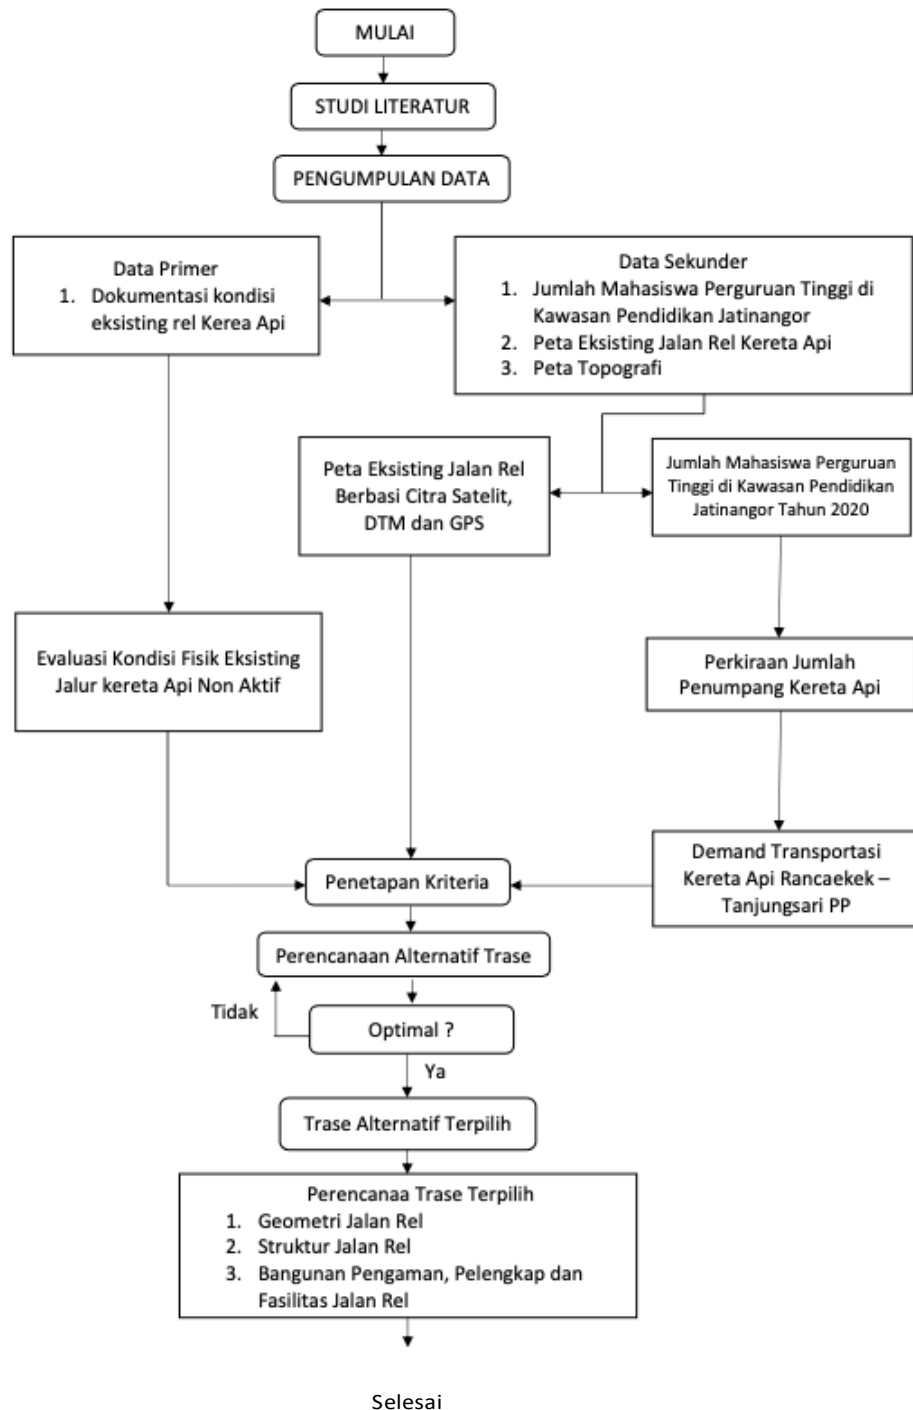 MULAI
STUDI LITERATUR
PENGUMPULAN DATA
Data Primer
1. Dokumentasi kondisi
eksisting rel Kerea Api
Data Sekunder
1. Jumlah Mahasiswa Perguruan Tinggi di
Kawasan Pendidikan Jatinangor
2. Peta Eksisting Jalan Rel Kereta Api
3. Peta Topografi
Peta Eksisting Jalan Rel
Berbasi Citra Satelit,
DTM dan GPS
Jumlah Mahasiswa Perguruan
Tinggi di Kawasan Pendidikan
Jatinangor Tahun 2020
Evaluasi Kondisi Fisik Eksisting
Jalur kereta Api Non Aktif
Perkiraan Jumlah
Penumpang Kereta Api
Demand Transportasi
Kereta Api Rancaekek –
Tanjungsari PP
Penetapan Kriteria
Perencanaan Alternatif Trase
Tidak
Optimal ?
Ya
Trase Alternatif Terpilih
Perencanaa Trase Terpilih
1. Geometri Jalan Rel
2. Struktur Jalan Rel
3. Bangunan Pengaman, Pelengkap dan
Fasilitas Jalan Rel
Selesai